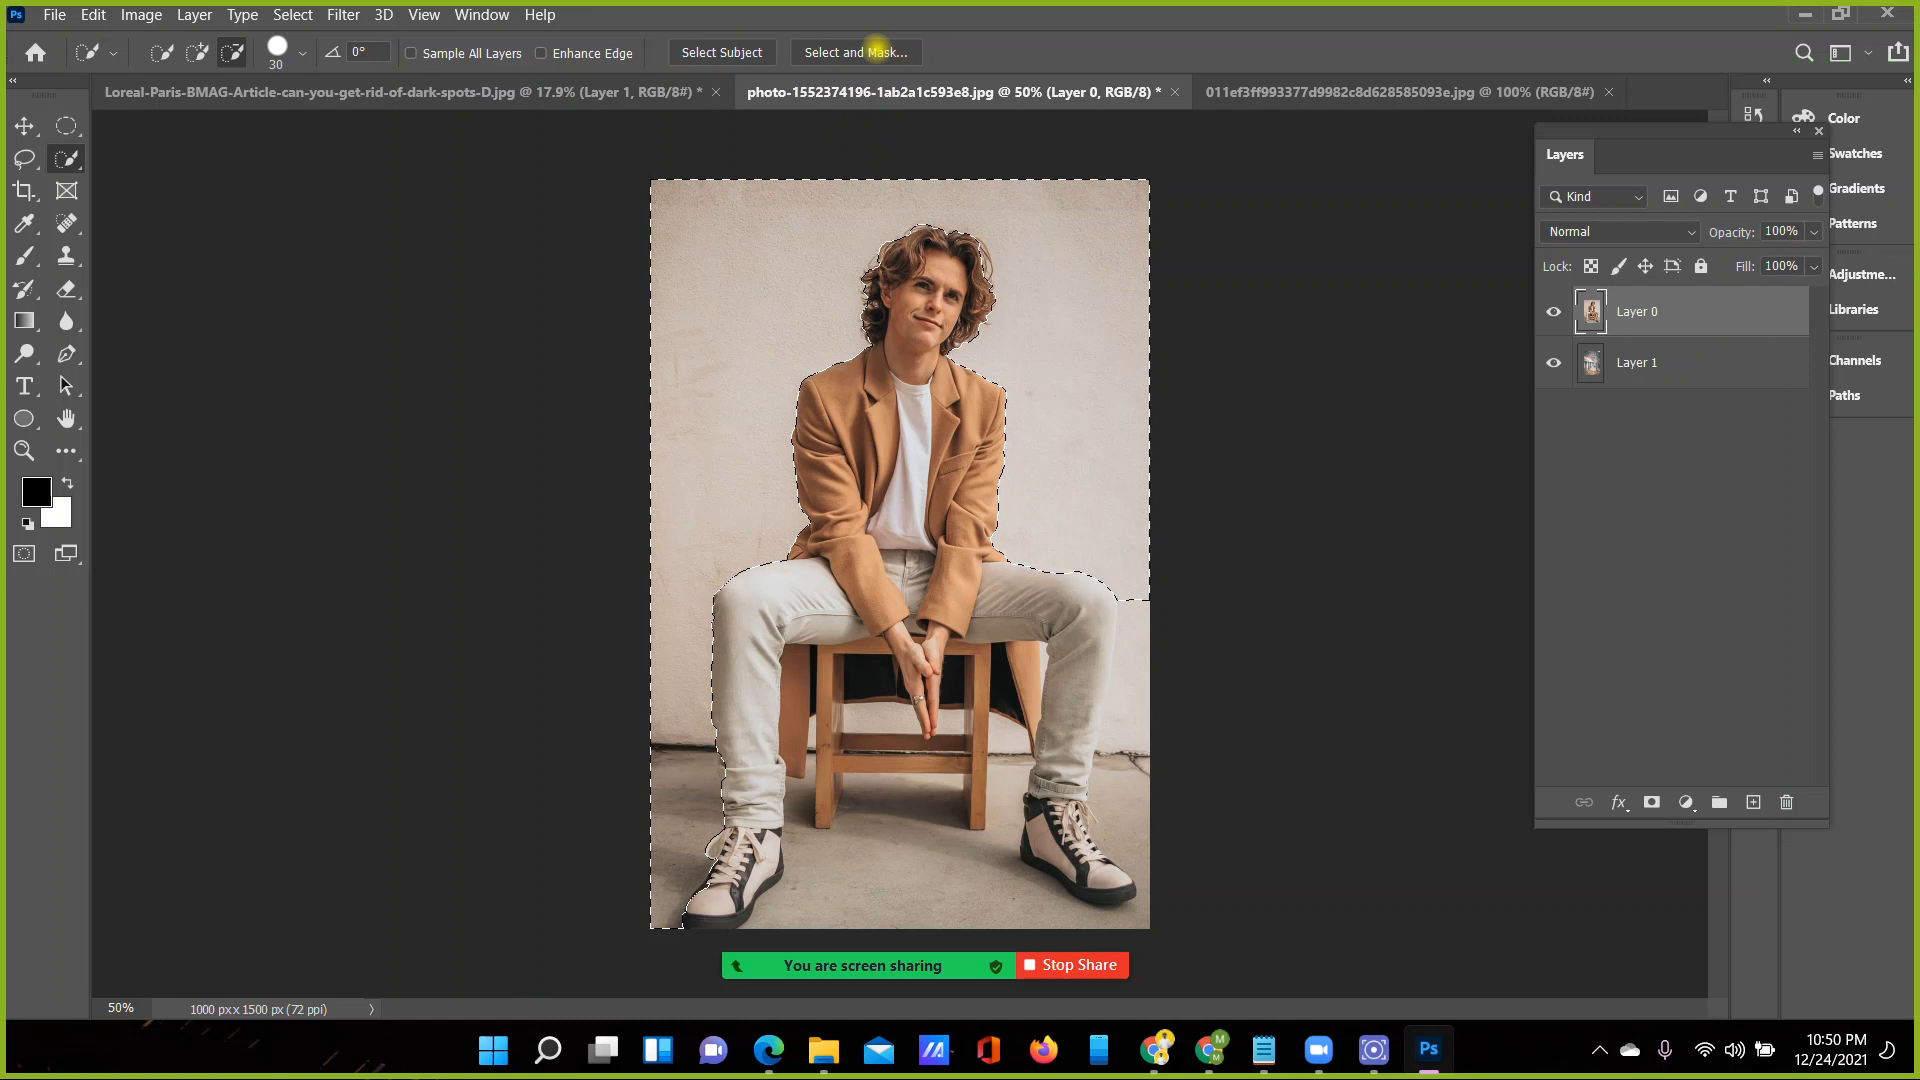 Ps File Edit Image Layer Type Select Filter 3D View Window Help
30
0°
Sample All Layers
Enhance Edge
Select Subject
Select and Mask...
Loreal-Paris-BMAG-Article-can-you-get-rid-of-dark-spots-D.jpg @ 17.9% (Layer 1, RGB/8#) *
photo-1552374196-1ab2a1c593e8.jpg @ 50% (Layer 0, RGB/8) *
011ef3ff993377d9982c8d628585093e.jpg @ 100% (RGB/8#)
Layers
Kind
Normal
Opacity: 100%
Lock:
Fill: 100%
Layer 0
Layer 1
Color
Swatches
Gradients
Patterns
Adjustme...
Libraries
Channels
Paths
You are screen sharing
Stop Share
50%
1000 px x 1500 px (72 ppi)
Ps
10:50 PM
12/24/2021